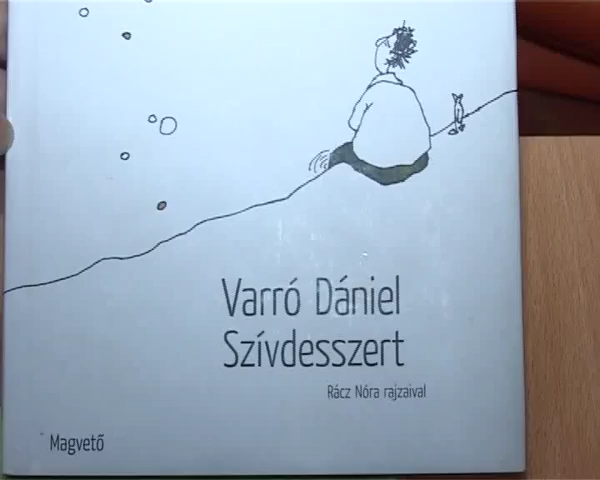 Varró Dániel
Szívdesszert
Rácz Nóra rajzaival
Magvető